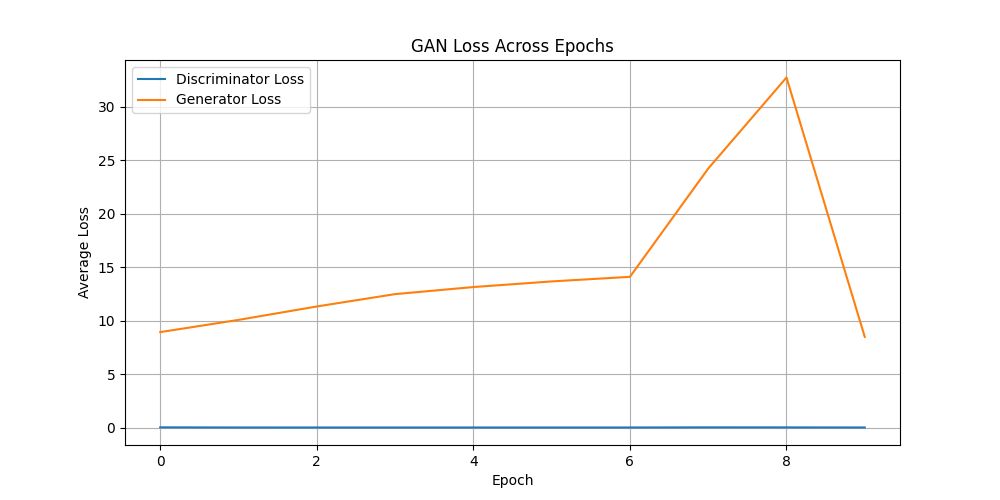 GAN Loss Across Epochs
Discriminator Loss
Generator Loss
Average Loss
30
25
20
15
10
5
0
0 2 4 6 8
Epoch